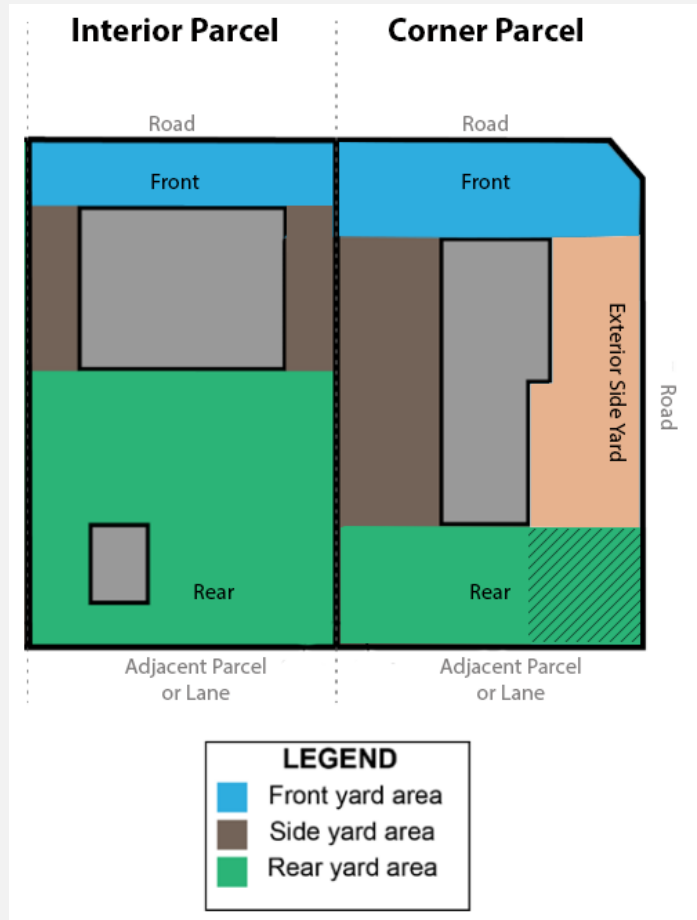 Interior Parcel
Corner Parcel
Road
Road
Front
Front
Exterior Side Yard
Road
Rear
Rear
Adjacent Parcel
or Lane
Adjacent Parcel
or Lane
LEGEND
Front yard area
Side yard area
Rear yard area